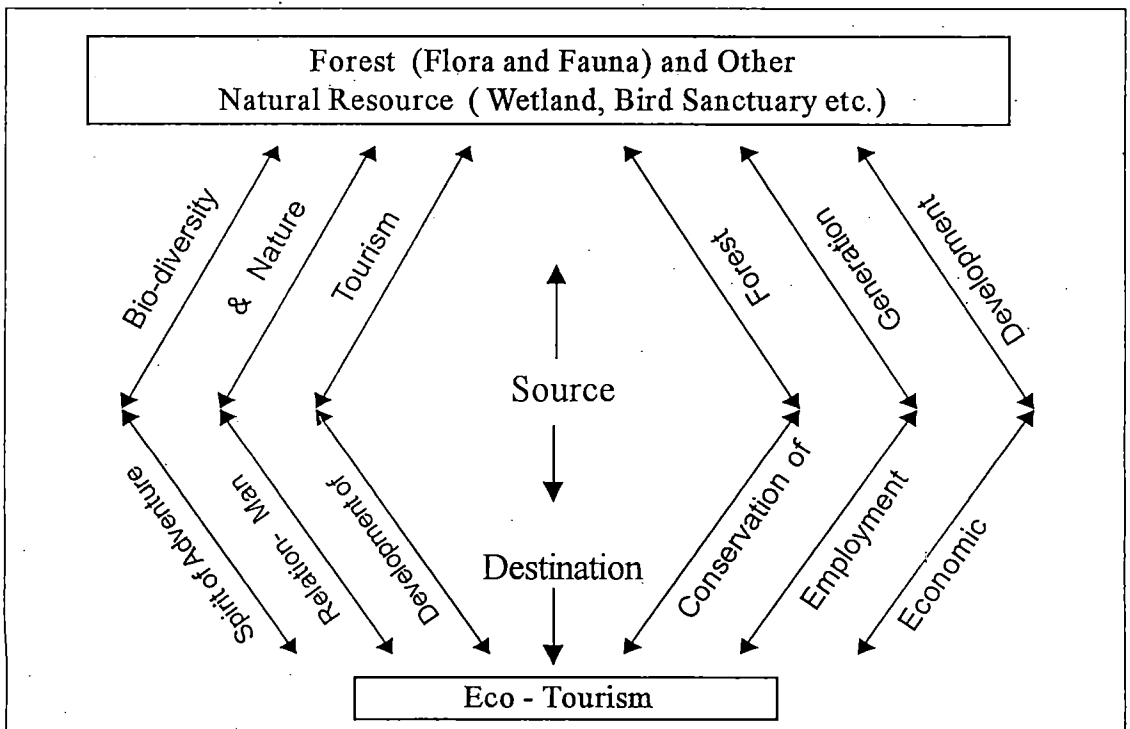 Forest (Flora and Fauna) and Other
Natural Resource ( Wetland, Bird Sanctuary etc.)
Bio-diversity
& Nature
Tourism
Forest
Generation
Development
Source
Spirit of Adventure
Relation- Man
Development of
Destination
Conservation of
Employment
Economic
Eco - Tourism